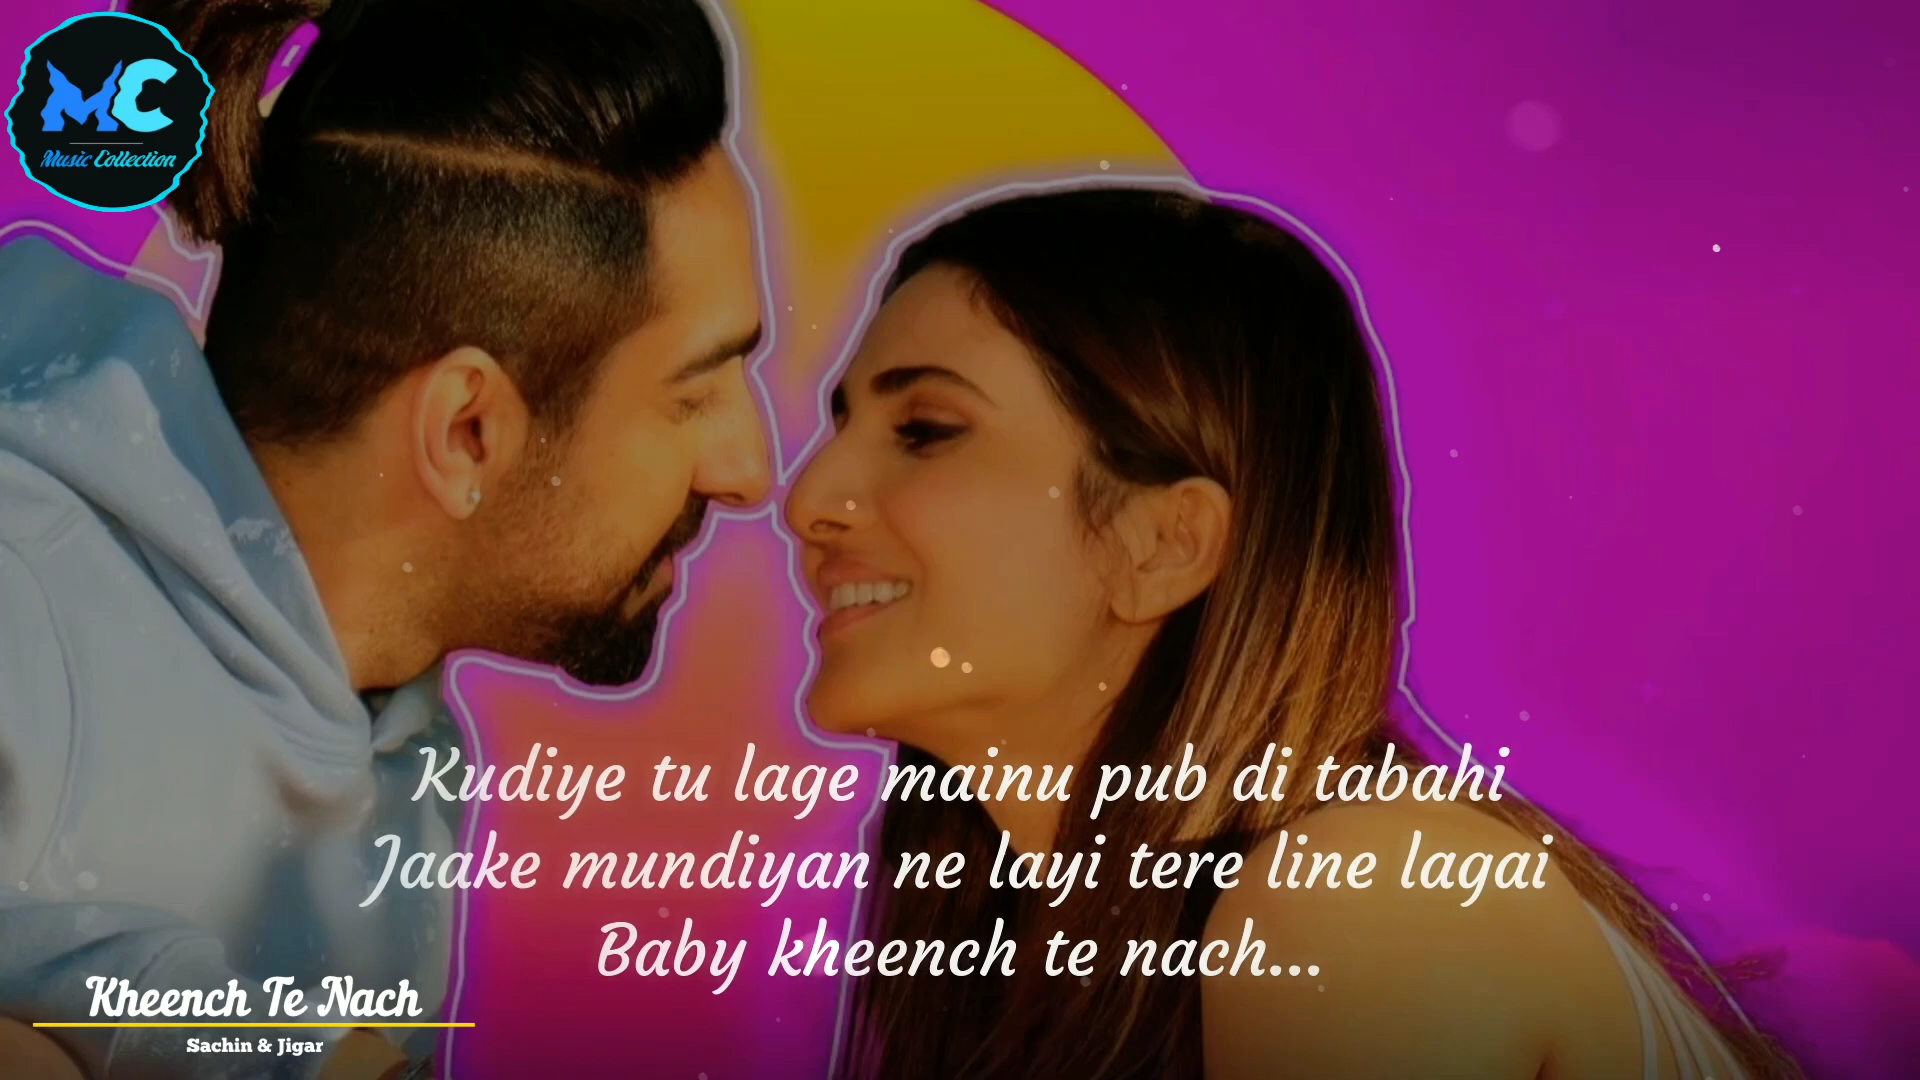 MC
Music Collection
Kudiye tu lage mainu pub di tabahi
Jaake mundiyan ne layi tere line lagai
Baby kheench te nach...
Kheench Te Nach
Sachin & Jigar